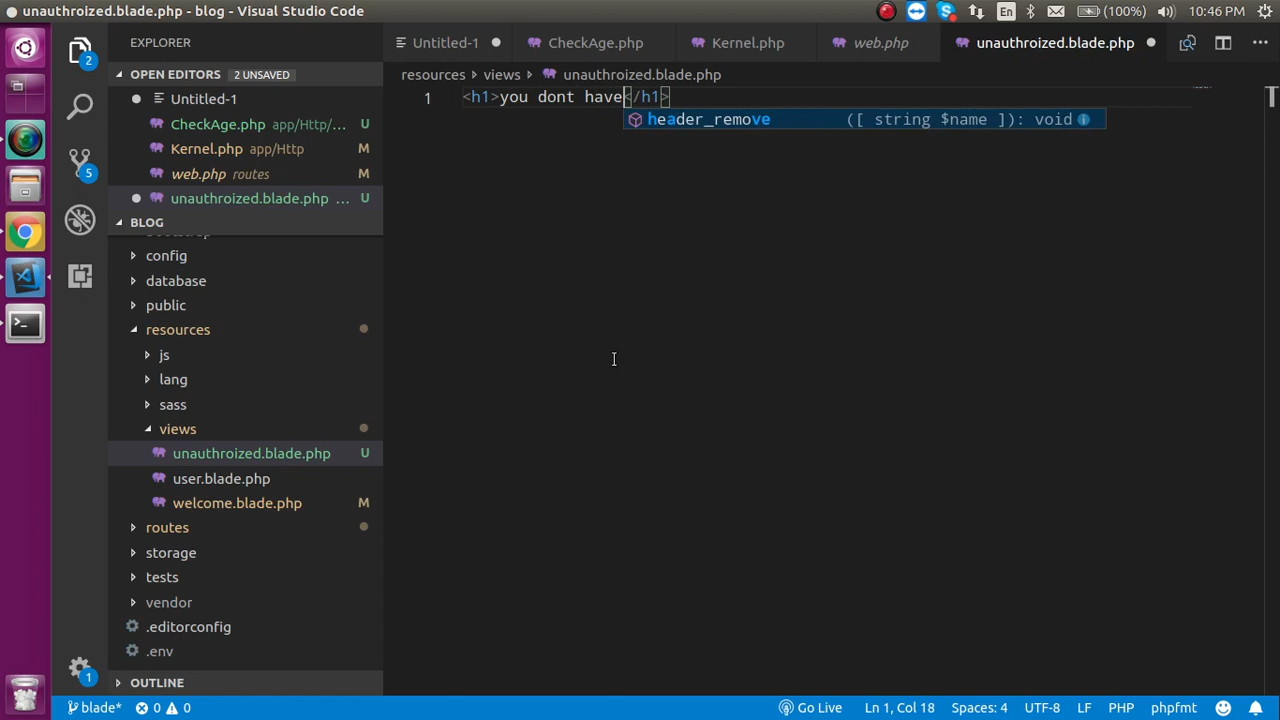 unauthroized.blade.php - blog - Visual Studio Code
En
(100%)
10:46 PM
EXPLORER
Untitled-1
CheckAge.php
Kernel.php
web.php
unauthroized.blade.php
OPEN EDITORS 2 UNSAVED
resources views unauthroized.blade.php
Untitled-1
1 <h1>you dont have</h1>
header_remove ([ string $name ]): void
CheckAge.php app/Http/... U
Kernel.php app/Http M
web.php routes M
unauthroized.blade.php ... U
BLOG
config
database
public
resources
js
lang
sass
views
unauthroized.blade.php U
user.blade.php
welcome.blade.php M
routes
storage
tests
vendor
.editorconfig
.env
OUTLINE
2
5
1
blade* 0 0
Go Live
Ln 1, Col 18
Spaces: 4
UTF-8
LF
PHP
phpfmt